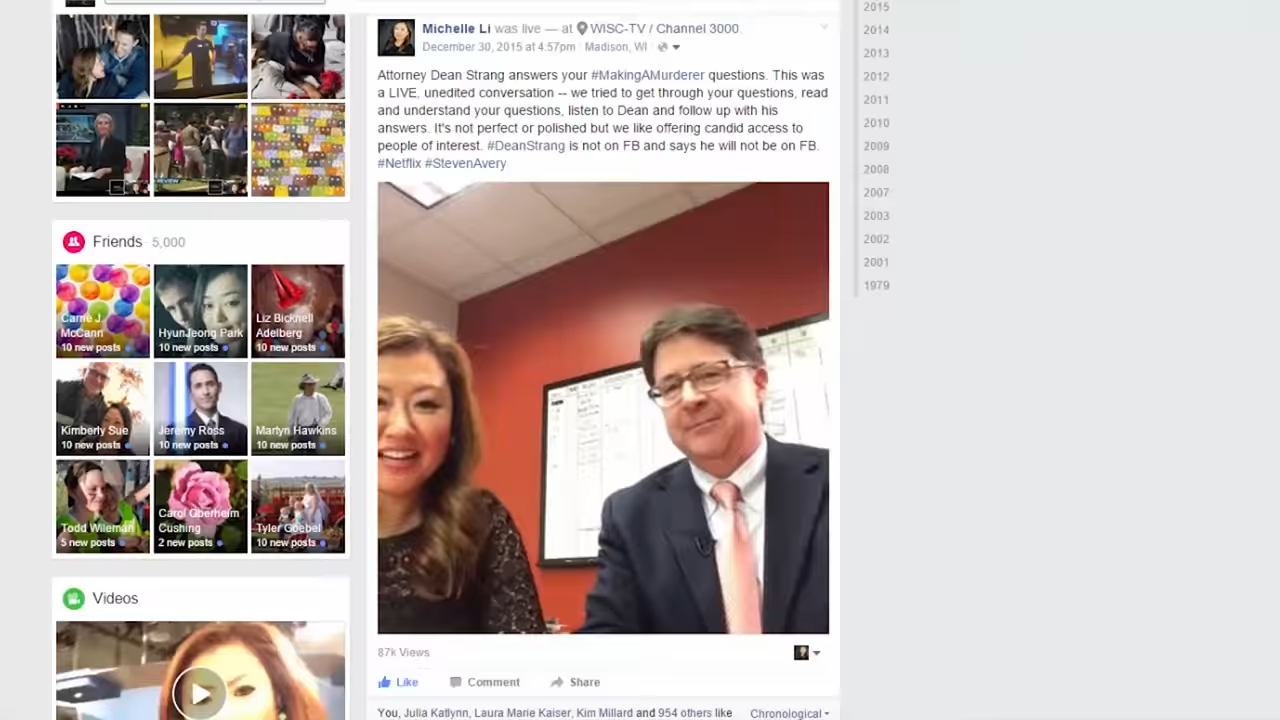 Friends 5,000
Carrie J.
McCann
10 new posts
HyunJeong Park
10 new posts
Liz Bicknell
Adelberg
10 new posts
Kimberly Sue
10 new posts
Jeremy Ross
10 new posts
Martyn Hawkins
10 new posts
Todd Wileman
5 new posts
Carol Oberheim
Cushing
2 new posts
Tyler Goebel
10 new posts
Videos
Michelle Li was live — at WISC-TV / Channel 3000.
December 30, 2015 at 4:57pm · Madison, WI ·
Attorney Dean Strang answers your #MakingAMurderer questions. This was
a LIVE, unedited conversation -- we tried to get through your questions, read
and understand your questions, listen to Dean and follow up with his
answers. It's not perfect or polished but we like offering candid access to
people of interest. #DeanStrang is not on FB and says he will not be on FB.
#Netflix #StevenAvery
87k Views
Like Comment Share
You, Julia Katlynn, Laura Marie Kaiser, Kim Millard and 954 others like Chronological
2015
2014
2013
2012
2011
2010
2009
2008
2007
2003
2002
2001
1979